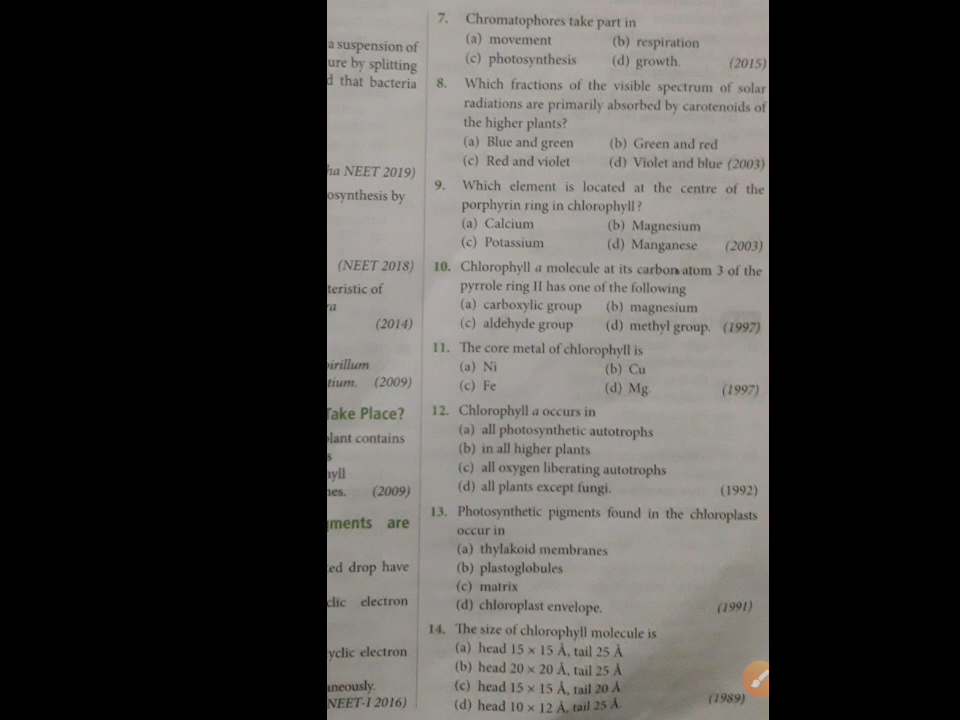 a suspension of
ure by splitting
d that bacteria
ha NEET 2019)
osynthesis by
(NEET 2018)
teristic of
ra
(2014)
pirillum
tium. (2009)
Take Place?
lant contains
s
yll
nes. (2009)
gments are
ed drop have
clic electron
yclic electron
aneously.
NEET-I 2016)
7. Chromatophores take part in
(a) movement (b) respiration
(c) photosynthesis (d) growth. (2015)
8. Which fractions of the visible spectrum of solar
radiations are primarily absorbed by carotenoids of
the higher plants?
(a) Blue and green (b) Green and red
(c) Red and violet (d) Violet and blue (2003)
9. Which element is located at the centre of the
porphyrin ring in chlorophyll?
(a) Calcium (b) Magnesium
(c) Potassium (d) Manganese (2003)
10. Chlorophyll a molecule at its carbon atom 3 of the
pyrrole ring II has one of the following
(a) carboxylic group (b) magnesium
(c) aldehyde group (d) methyl group. (1997)
11. The core metal of chlorophyll is
(a) Ni (b) Cu
(c) Fe (d) Mg. (1997)
12. Chlorophyll a occurs in
(a) all photosynthetic autotrophs
(b) in all higher plants
(c) all oxygen liberating autotrophs
(d) all plants except fungi. (1992)
13. Photosynthetic pigments found in the chloroplasts
occur in
(a) thylakoid membranes
(b) plastoglobules
(c) matrix
(d) chloroplast envelope. (1991)
14. The size of chlorophyll molecule is
(a) head 15 × 15 Å, tail 25 Å
(b) head 20 × 20 Å, tail 25 Å
(c) head 15 × 15 Å, tail 20 Å
(d) head 10 × 12 Å, tail 25 Å. (1989)